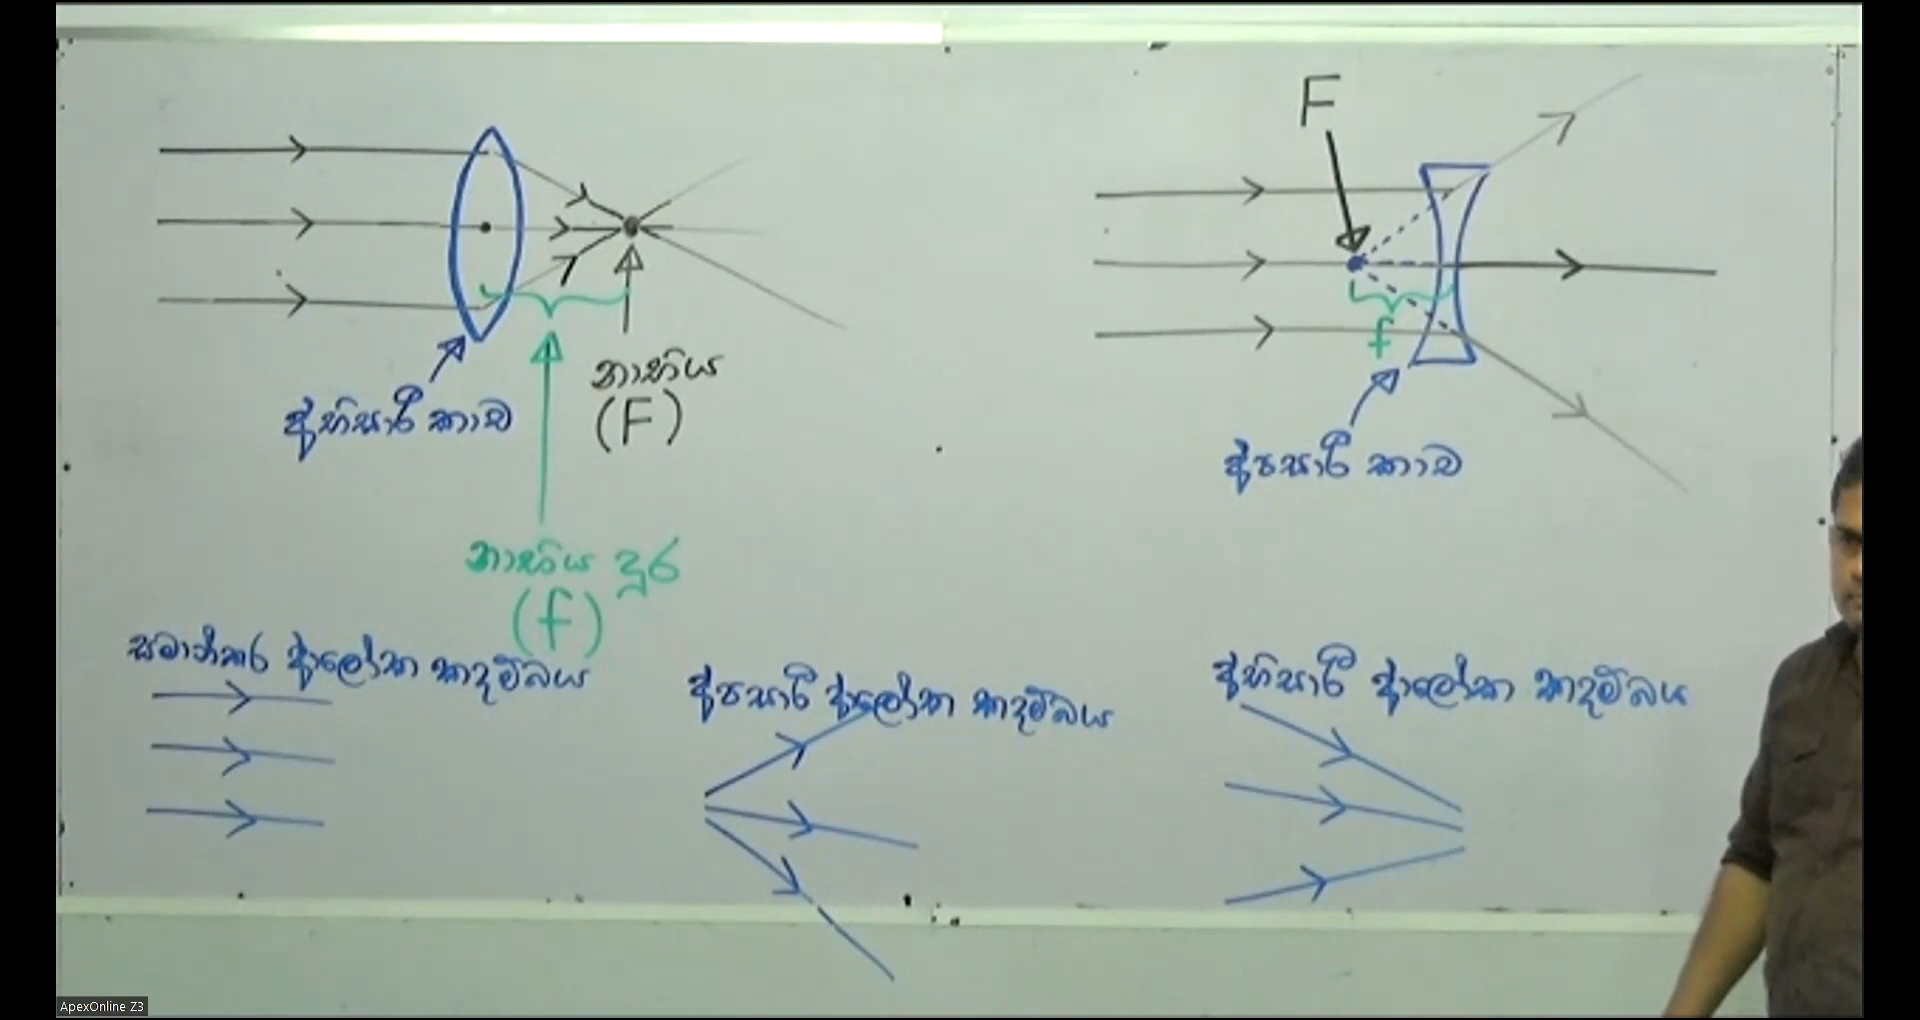 F
අභිසාරී කාච
නාභිය
(F)
f
අපසාරී කාච
නාභිය දුර
(f)
සමාන්තර ආලෝක කදම්බය
අපසාරී ආලෝක කදම්බය
අභිසාරී ආලෝක කදම්බය
ApexOnline Z3